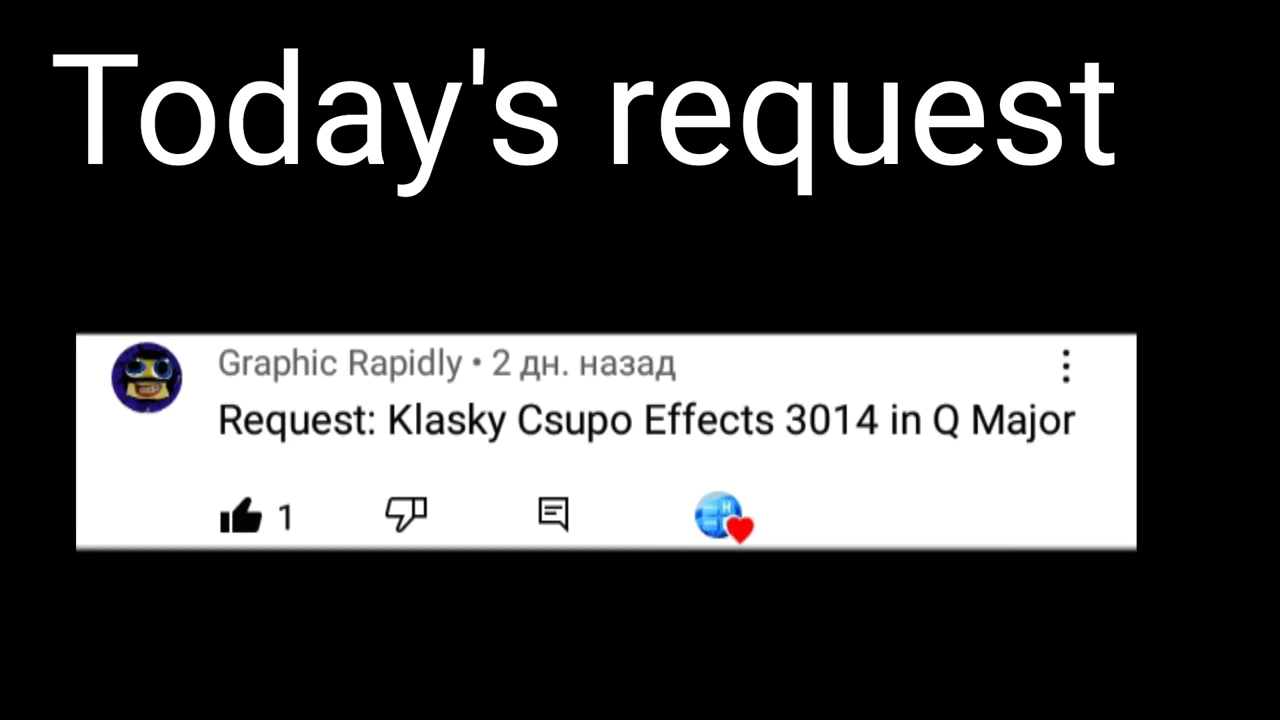 Today's request
Graphic Rapidly • 2 дн. назад
Request: Klasky Csupo Effects 3014 in Q Major
1
H